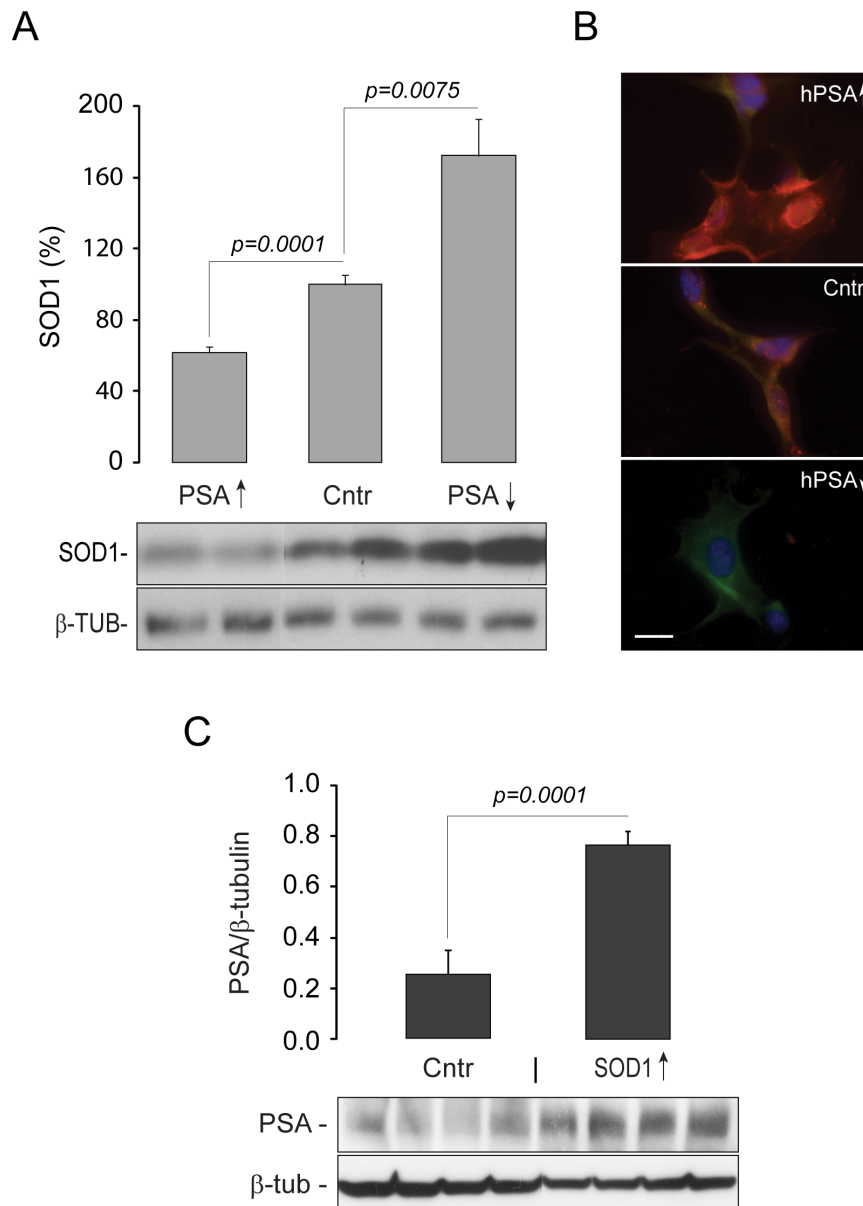 A
B
200
160
120
80
40
0
SOD1 (%)
p=0.0075
p=0.0001
PSA↑
Cntr
PSA↓
SOD1-
β-TUB-
hPSA↑
Cntr
hPSA↓
C
1.0
0.8
0.6
0.4
0.2
0.0
PSA/β-tubulin
p=0.0001
Cntr | SOD1↑
PSA -
β-tub -